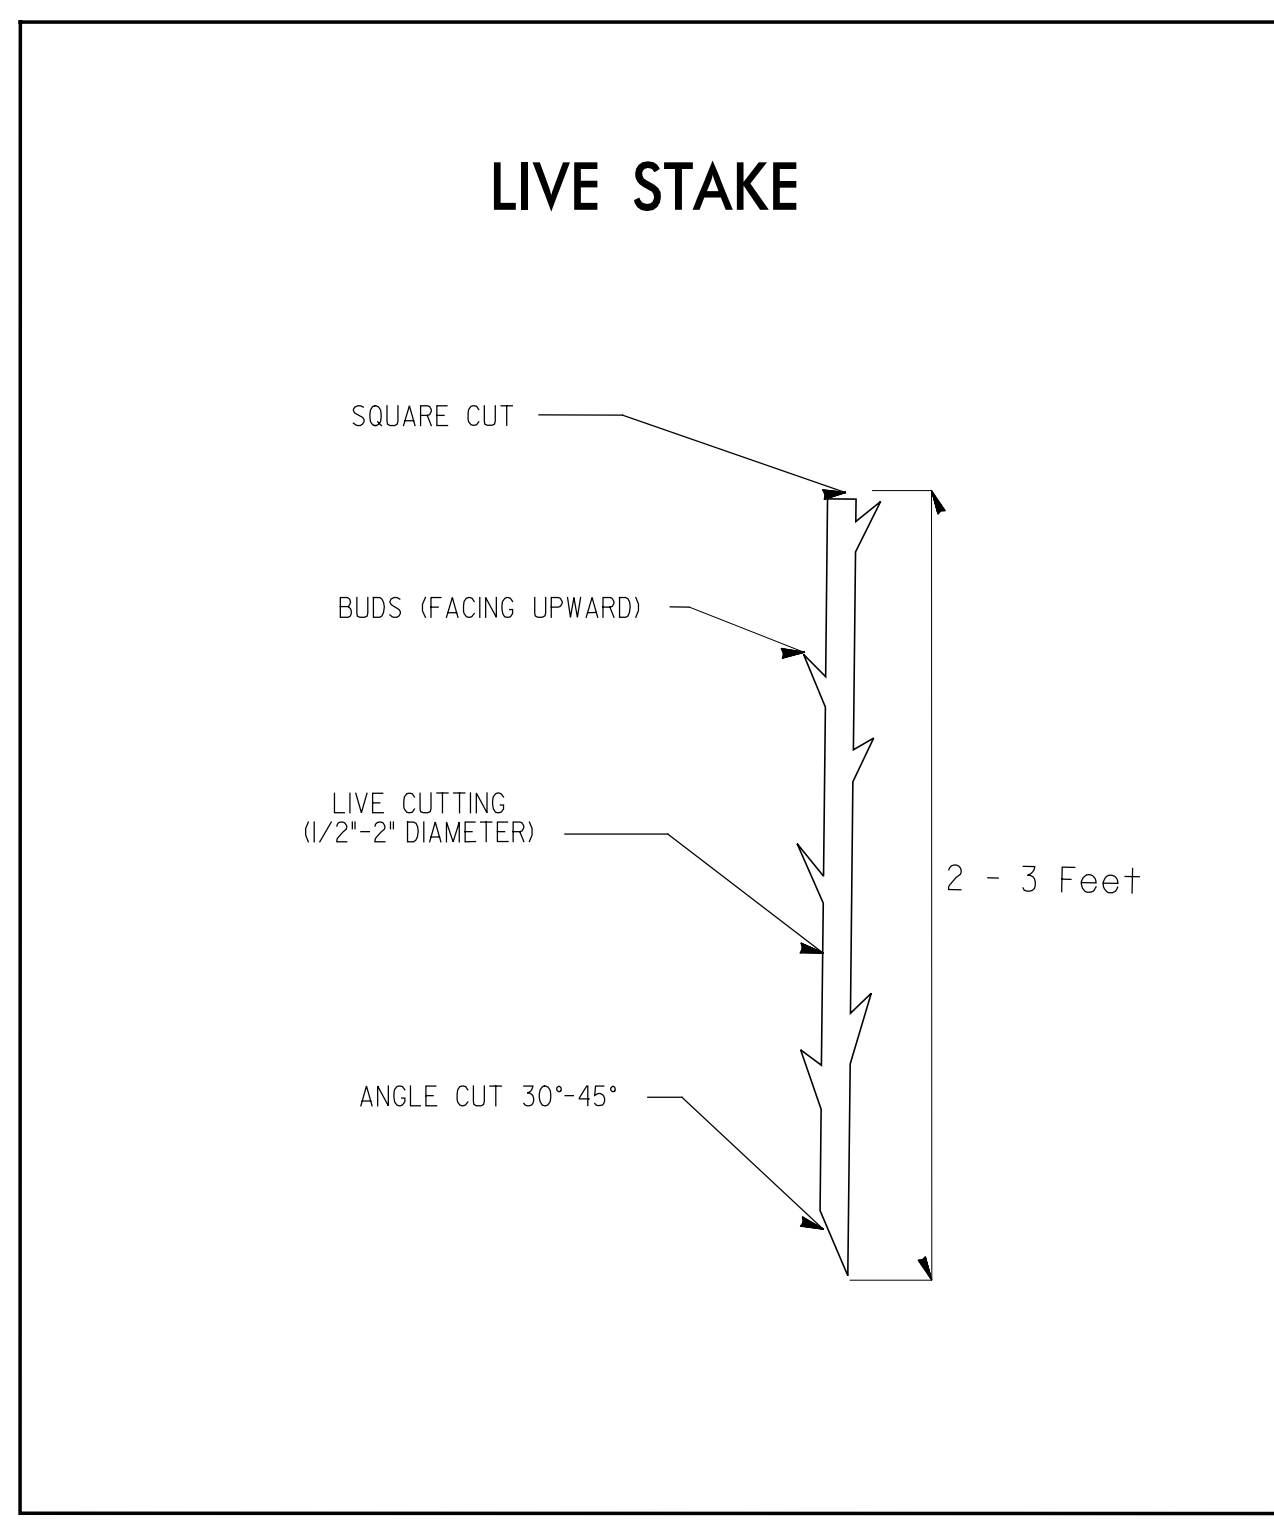 LIVE STAKE
SQUARE CUT
BUDS (FACING UPWARD)
LIVE CUTTING
(1/2"-2" DIAMETER)
2 - 3 Feet
ANGLE CUT 30°-45°